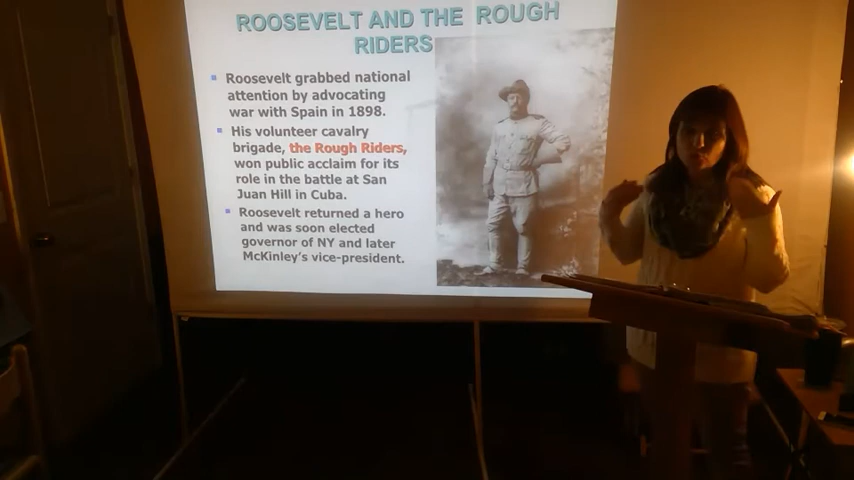 ROOSEVELT AND THE ROUGH
RIDERS
Roosevelt grabbed national
attention by advocating
war with Spain in 1898.
His volunteer cavalry
brigade, the Rough Riders,
won public acclaim for its
role in the battle at San
Juan Hill in Cuba.
Roosevelt returned a hero
and was soon elected
governor of NY and later
McKinley's vice-president.